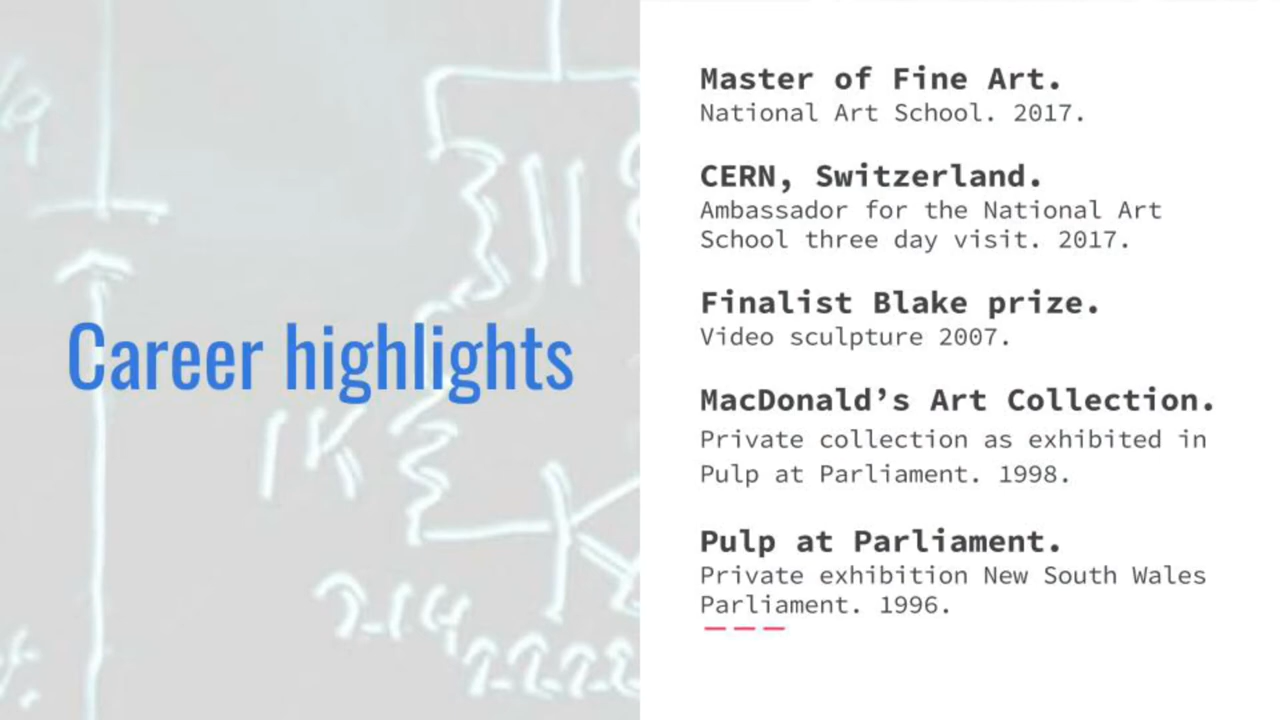 Career highlights
Master of Fine Art.
National Art School. 2017.
CERN, Switzerland.
Ambassador for the National Art
School three day visit. 2017.
Finalist Blake prize.
Video sculpture 2007.
MacDonald’s Art Collection.
Private collection as exhibited in
Pulp at Parliament. 1998.
Pulp at Parliament.
Private exhibition New South Wales
Parliament. 1996.
1K